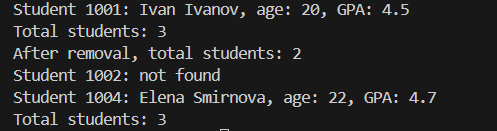 Student 1001: Ivan Ivanov, age: 20, GPA: 4.5
Total students: 3
After removal, total students: 2
Student 1002: not found
Student 1004: Elena Smirnova, age: 22, GPA: 4.7
Total students: 3